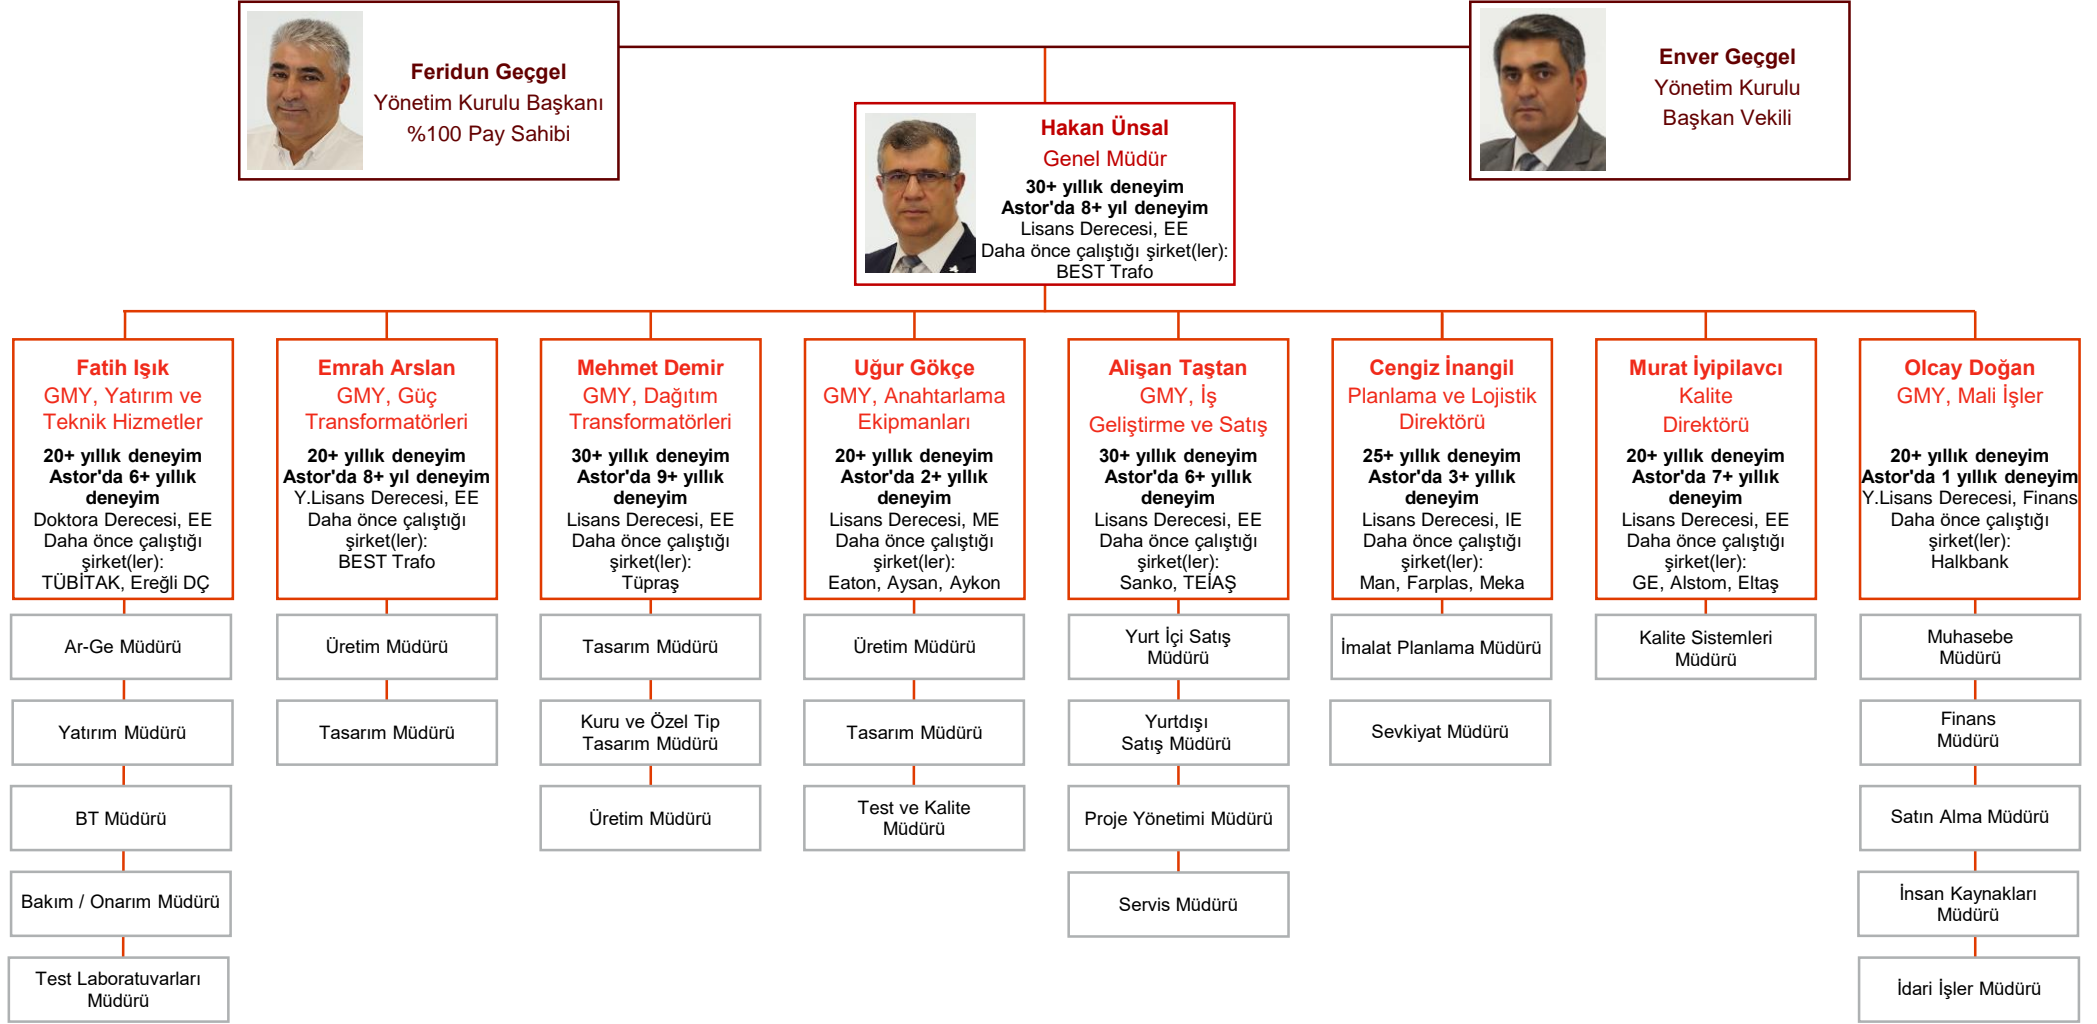 Feridun Geçgel
Yönetim Kurulu Başkanı
%100 Pay Sahibi
Enver Geçgel
Yönetim Kurulu
Başkan Vekili
Hakan Ünsal
Genel Müdür
30+ yıllık deneyim
Astor'da 8+ yıl deneyim
Lisans Derecesi, EE
Daha önce çalıştığı şirket(ler):
BEST Trafo
Fatih Işık
GMY, Yatırım ve
Teknik Hizmetler
20+ yıllık deneyim
Astor'da 6+ yıllık
deneyim
Doktora Derecesi, EE
Daha önce çalıştığı
şirket(ler):
TÜBİTAK, Ereğli DÇ
Ar-Ge Müdürü
Yatırım Müdürü
BT Müdürü
Bakım / Onarım Müdürü
Test Laboratuvarları
Müdürü
Emrah Arslan
GMY, Güç
Transformatörleri
20+ yıllık deneyim
Astor'da 8+ yıl deneyim
Y.Lisans Derecesi, EE
Daha önce çalıştığı
şirket(ler):
BEST Trafo
Üretim Müdürü
Tasarım Müdürü
Mehmet Demir
GMY, Dağıtım
Transformatörleri
30+ yıllık deneyim
Astor'da 9+ yıllık
deneyim
Lisans Derecesi, EE
Daha önce çalıştığı
şirket(ler):
Tüpraş
Tasarım Müdürü
Kuru ve Özel Tip
Tasarım Müdürü
Üretim Müdürü
Uğur Gökçe
GMY, Anahtarlama
Ekipmanları
20+ yıllık deneyim
Astor'da 2+ yıllık
deneyim
Lisans Derecesi, ME
Daha önce çalıştığı
şirket(ler):
Eaton, Aysan, Aykon
Üretim Müdürü
Tasarım Müdürü
Test ve Kalite
Müdürü
Alişan Taştan
GMY, İş
Geliştirme ve Satış
30+ yıllık deneyim
Astor'da 6+ yıllık
deneyim
Lisans Derecesi, EE
Daha önce çalıştığı
şirket(ler):
Sanko, TEİAŞ
Yurt İçi Satış
Müdürü
Yurtdışı
Satış Müdürü
Proje Yönetimi Müdürü
Servis Müdürü
Cengiz İnangil
Planlama ve Lojistik
Direktörü
25+ yıllık deneyim
Astor'da 3+ yıllık
deneyim
Lisans Derecesi, IE
Daha önce çalıştığı
şirket(ler):
Man, Farplas, Meka
İmalat Planlama Müdürü
Sevkiyat Müdürü
Murat İyipilavcı
Kalite
Direktörü
20+ yıllık deneyim
Astor'da 7+ yıllık
deneyim
Lisans Derecesi, EE
Daha önce çalıştığı
şirket(ler):
GE, Alstom, Eltaş
Kalite Sistemleri
Müdürü
Olcay Doğan
GMY, Mali İşler
20+ yıllık deneyim
Astor'da 1 yıllık deneyim
Y.Lisans Derecesi, Finans
Daha önce çalıştığı
şirket(ler):
Halkbank
Muhasebe
Müdürü
Finans
Müdürü
Satın Alma Müdürü
İnsan Kaynakları
Müdürü
İdari İşler Müdürü